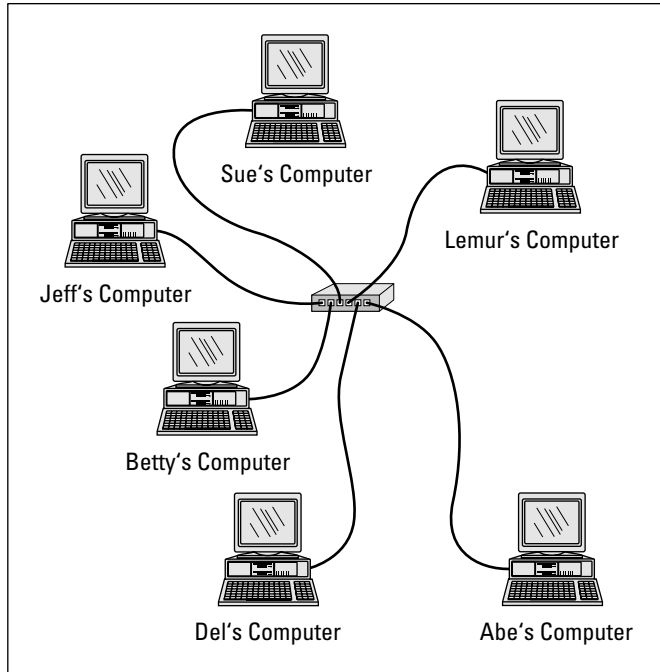 Sue‘s Computer
Lemur‘s Computer
Jeff‘s Computer
Betty‘s Computer
Del‘s Computer
Abe‘s Computer